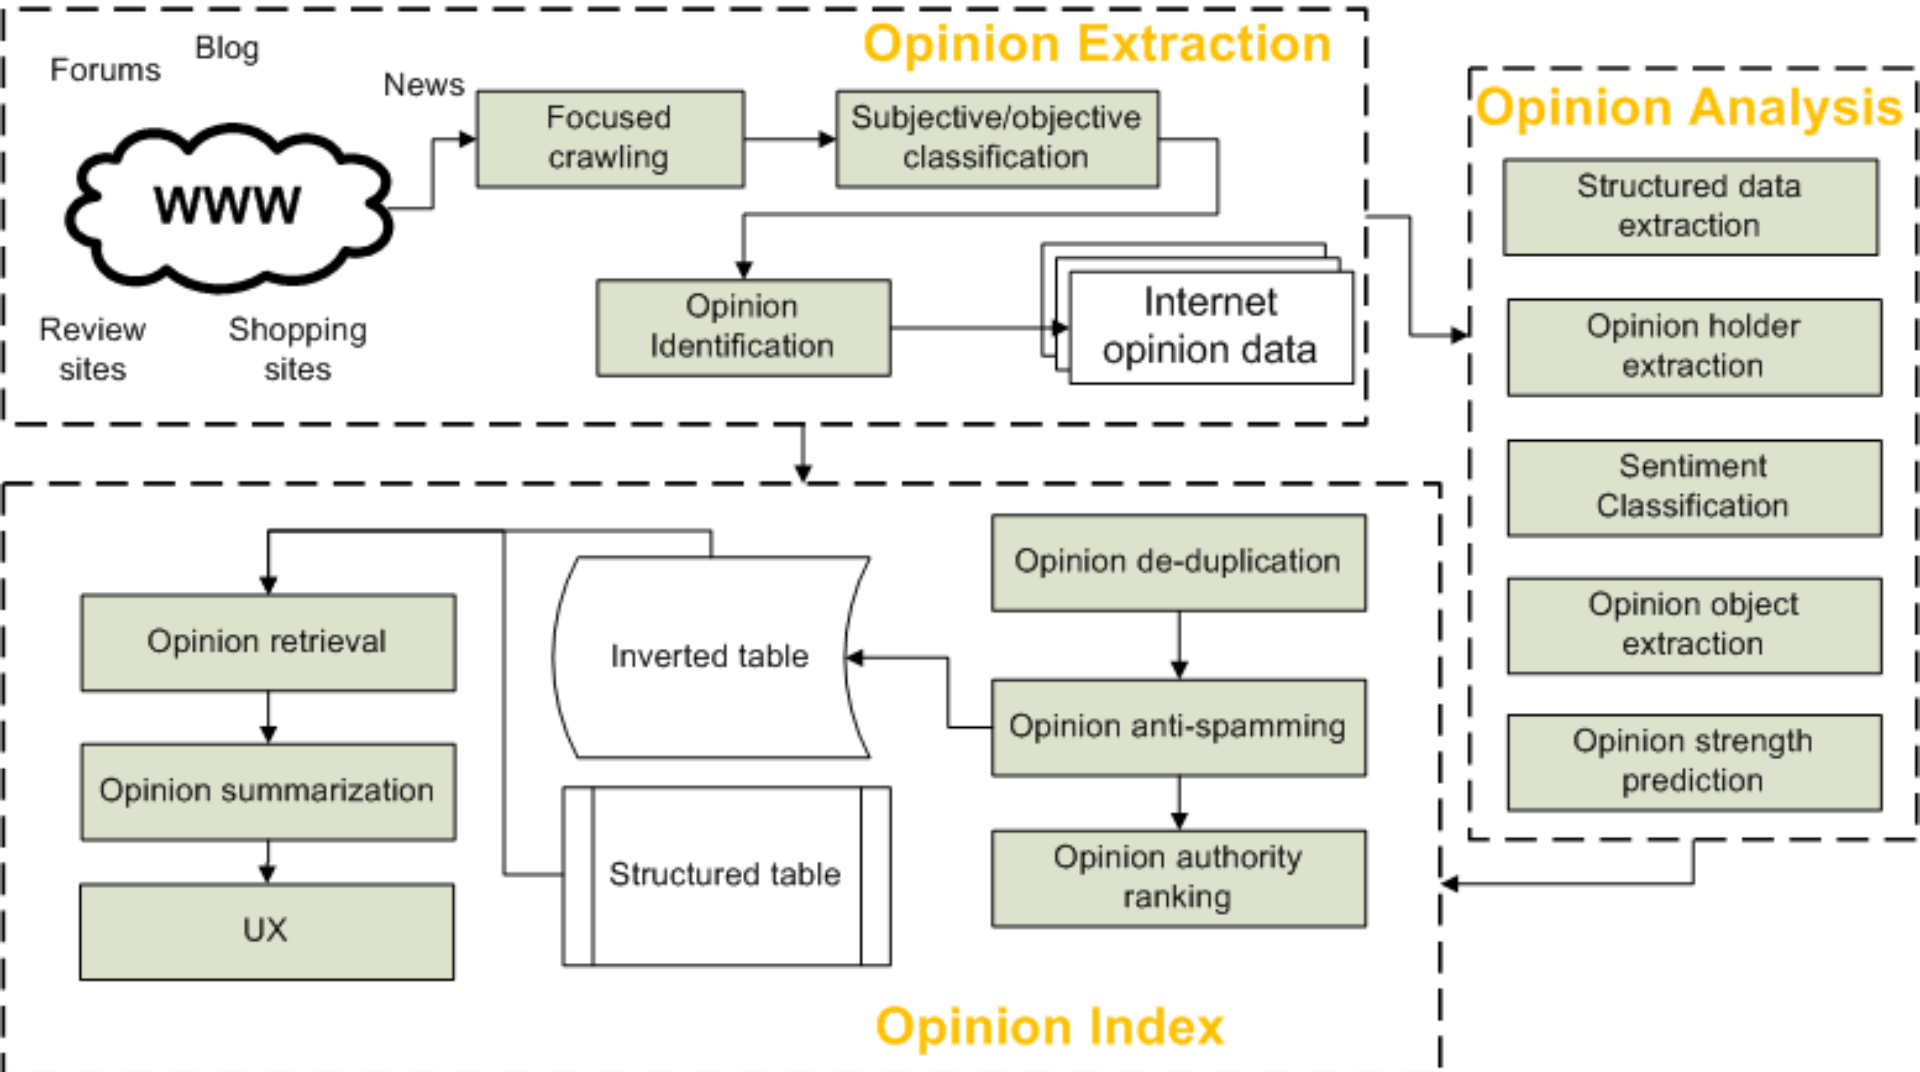 Opinion Extraction
Forums
Blog
News
WWW
Review
sites
Shopping
sites
Focused
crawling
Subjective/objective
classification
Opinion
Identification
Internet
opinion data
Opinion Analysis
Structured data
extraction
Opinion holder
extraction
Sentiment
Classification
Opinion object
extraction
Opinion strength
prediction
Opinion de-duplication
Opinion anti-spamming
Opinion authority
ranking
Inverted table
Structured table
Opinion retrieval
Opinion summarization
UX
Opinion Index